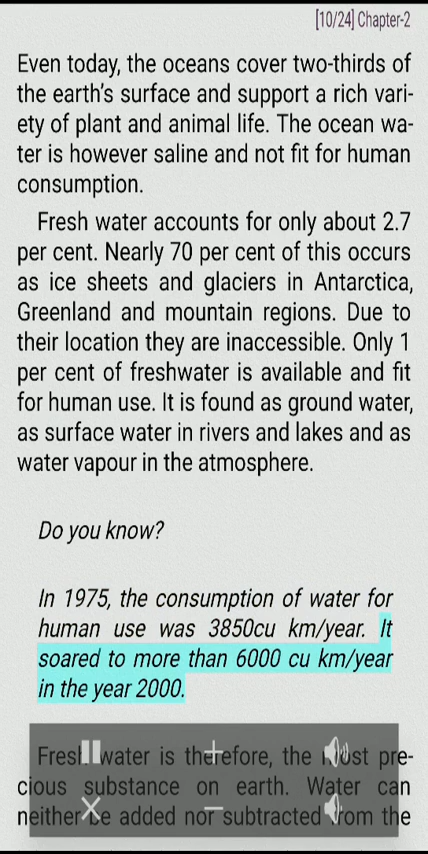 [10/24] Chapter-2
Even today, the oceans cover two-thirds of
the earth's surface and support a rich vari-
ety of plant and animal life. The ocean wa-
ter is however saline and not fit for human
consumption.
Fresh water accounts for only about 2.7
per cent. Nearly 70 per cent of this occurs
as ice sheets and glaciers in Antarctica,
Greenland and mountain regions. Due to
their location they are inaccessible. Only 1
per cent of freshwater is available and fit
for human use. It is found as ground water,
as surface water in rivers and lakes and as
water vapour in the atmosphere.
Do you know?
In 1975, the consumption of water for
human use was 3850cu km/year. It
soared to more than 6000 cu km/year
in the year 2000.
Fresh water is therefore, the most pre-
cious substance on earth. Water can
neither be added nor subtracted from the